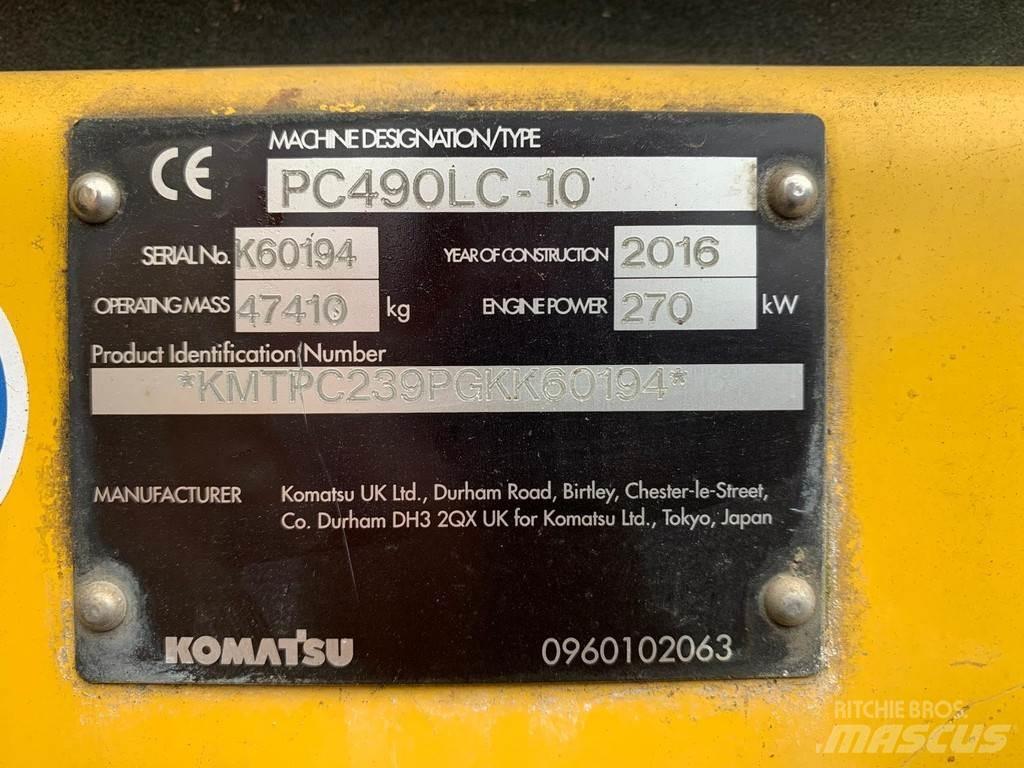 CE
MACHINE DESIGNATION/TYPE
PC490LC-10
SERIAL No. K60194 YEAR OF CONSTRUCTION 2016
OPERATING MASS 47410 kg ENGINE POWER 270 kW
Product Identification Number
*KMTPC239PGKK60194*
MANUFACTURER Komatsu UK Ltd., Durham Road, Birtley, Chester-le-Street,
Co. Durham DH3 2QX UK for Komatsu Ltd., Tokyo, Japan
KOMATSU 0960102063
RITCHIE BROS.
MASCUS